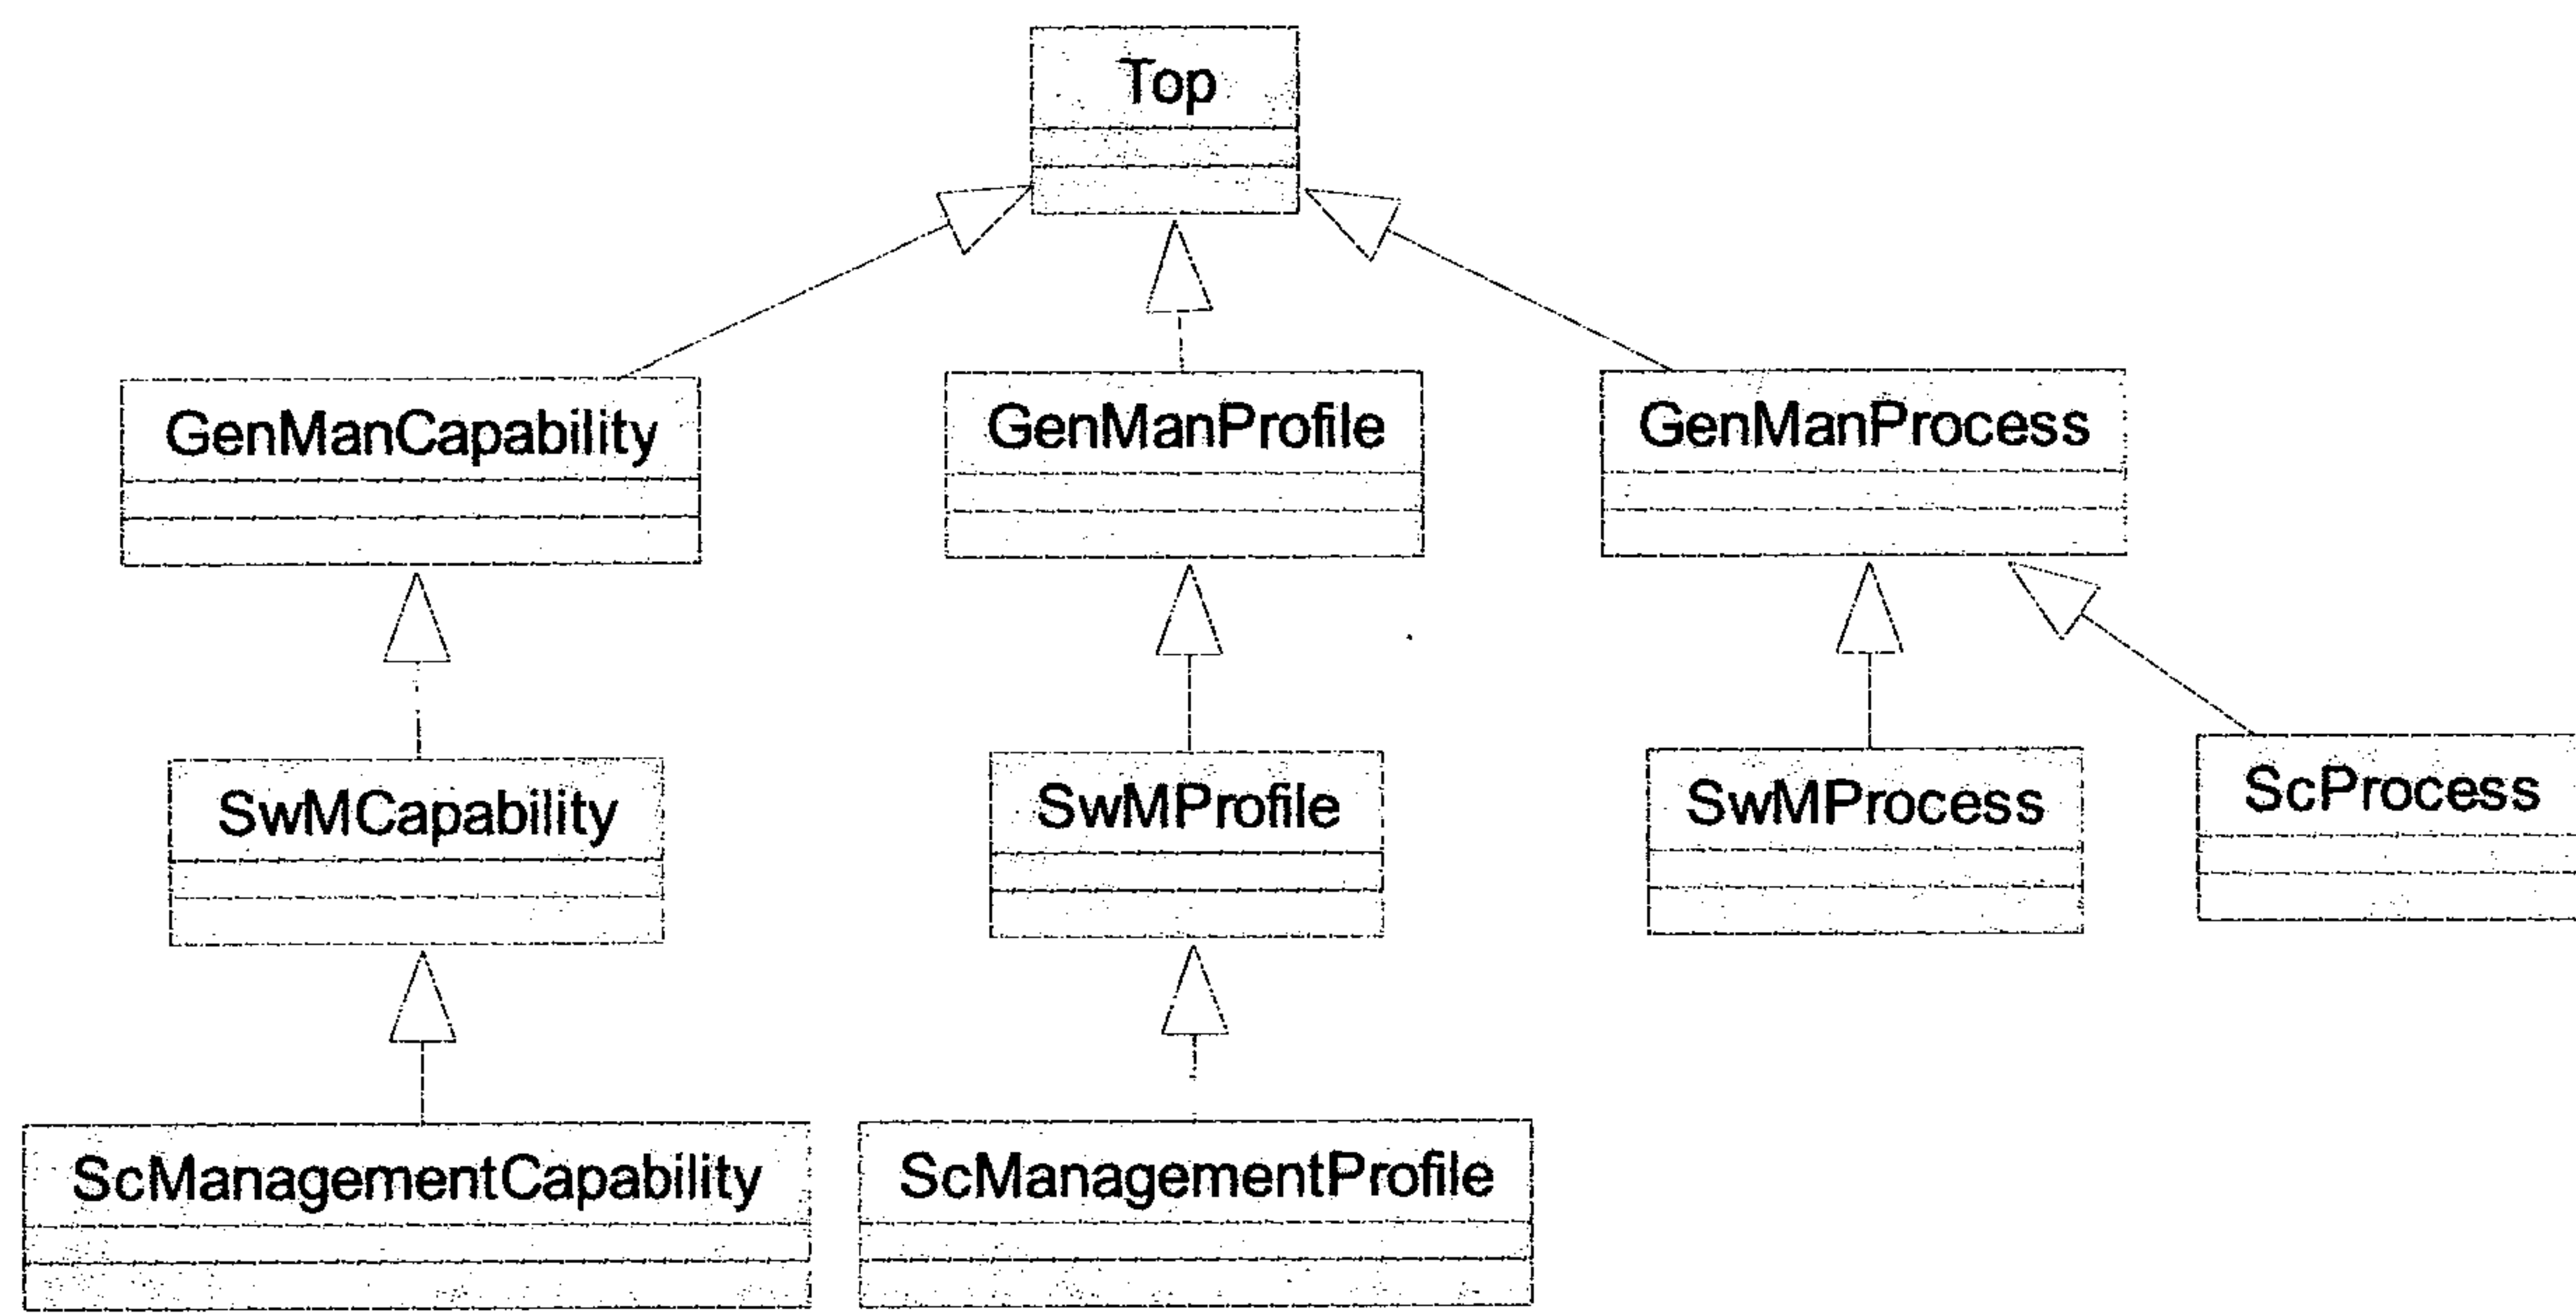 Top
GenManCapability
GenManProfile
GenManProcess
SwMCapability
SwMProfile
SwMProcess
ScProcess
ScManagementCapability
ScManagementProfile